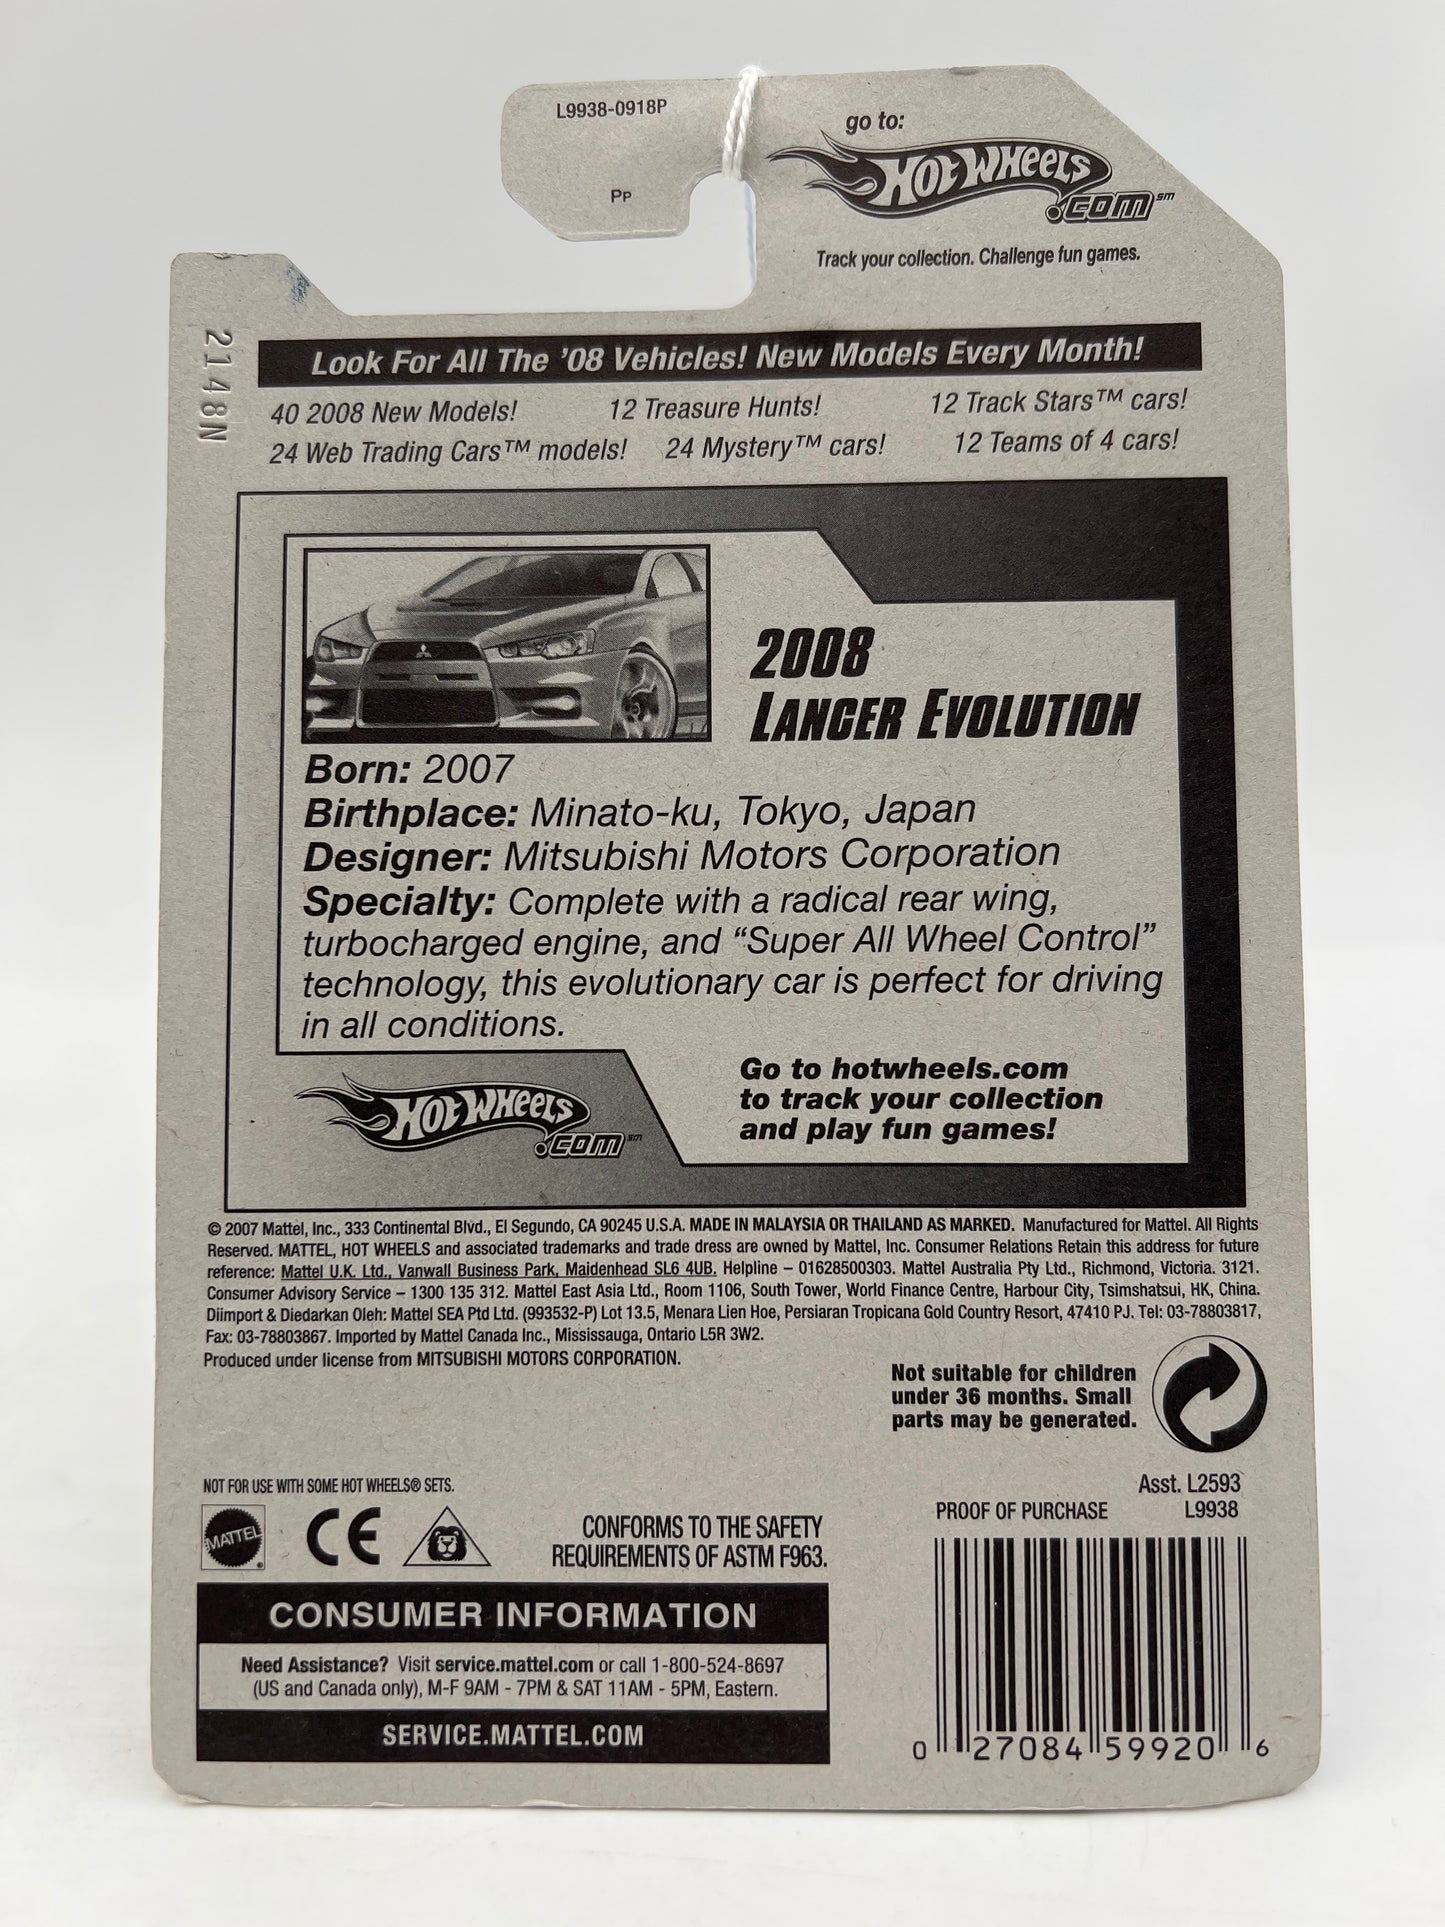 L9938-0918P
Pp
go to:
HOT WHEELS
.COM℠
Track your collection. Challenge fun games.
2148N
Look For All The '08 Vehicles! New Models Every Month!
40 2008 New Models! 12 Treasure Hunts! 12 Track Stars™ cars!
24 Web Trading Cars™ models! 24 Mystery™ cars! 12 Teams of 4 cars!
2008
LANCER EVOLUTION
Born: 2007
Birthplace: Minato-ku, Tokyo, Japan
Designer: Mitsubishi Motors Corporation
Specialty: Complete with a radical rear wing,
turbocharged engine, and “Super All Wheel Control”
technology, this evolutionary car is perfect for driving
in all conditions.
HOT WHEELS
.COM℠
Go to hotwheels.com
to track your collection
and play fun games!
© 2007 Mattel, Inc., 333 Continental Blvd., El Segundo, CA 90245 U.S.A. MADE IN MALAYSIA OR THAILAND AS MARKED. Manufactured for Mattel. All Rights
Reserved. MATTEL, HOT WHEELS and associated trademarks and trade dress are owned by Mattel, Inc. Consumer Relations Retain this address for future
reference: Mattel U.K. Ltd., Vanwall Business Park, Maidenhead SL6 4UB. Helpline – 01628500303. Mattel Australia Pty Ltd., Richmond, Victoria. 3121.
Consumer Advisory Service – 1300 135 312. Mattel East Asia Ltd., Room 1106, South Tower, World Finance Centre, Harbour City, Tsimshatsui, HK, China.
Diimport & Diedarkan Oleh: Mattel SEA Ptd Ltd. (993532-P) Lot 13.5, Menara Lien Hoe, Persiaran Tropicana Gold Country Resort, 47410 PJ. Tel: 03-78803817,
Fax: 03-78803867. Imported by Mattel Canada Inc., Mississauga, Ontario L5R 3W2.
Produced under license from MITSUBISHI MOTORS CORPORATION.
Not suitable for children
under 36 months. Small
parts may be generated.
NOT FOR USE WITH SOME HOT WHEELS® SETS.
MATTEL®
CE
CONFORMS TO THE SAFETY
REQUIREMENTS OF ASTM F963.
Asst. L2593
PROOF OF PURCHASE L9938
CONSUMER INFORMATION
Need Assistance? Visit service.mattel.com or call 1-800-524-8697
(US and Canada only), M-F 9AM - 7PM & SAT 11AM - 5PM, Eastern.
SERVICE.MATTEL.COM
0 27084 59920 6